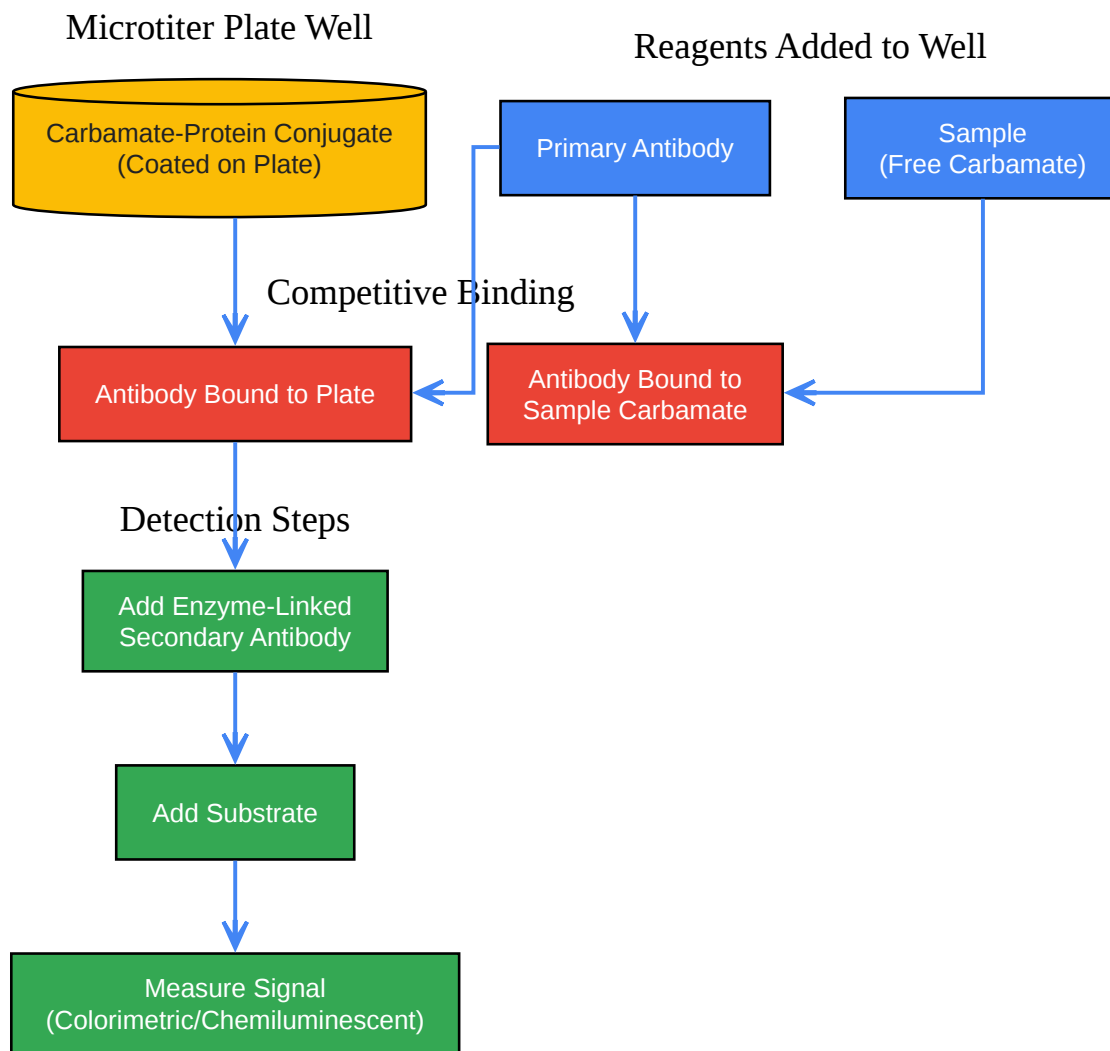 Microtiter Plate Well
Reagents Added to Well
Carbamate-Protein Conjugate
(Coated on Plate)
Primary Antibody
Sample
(Free Carbamate)
Competitive Binding
Antibody Bound to Plate
Antibody Bound to
Sample Carbamate
Detection Steps
Add Enzyme-Linked
Secondary Antibody
Add Substrate
Measure Signal
(Colorimetric/Chemiluminescent)